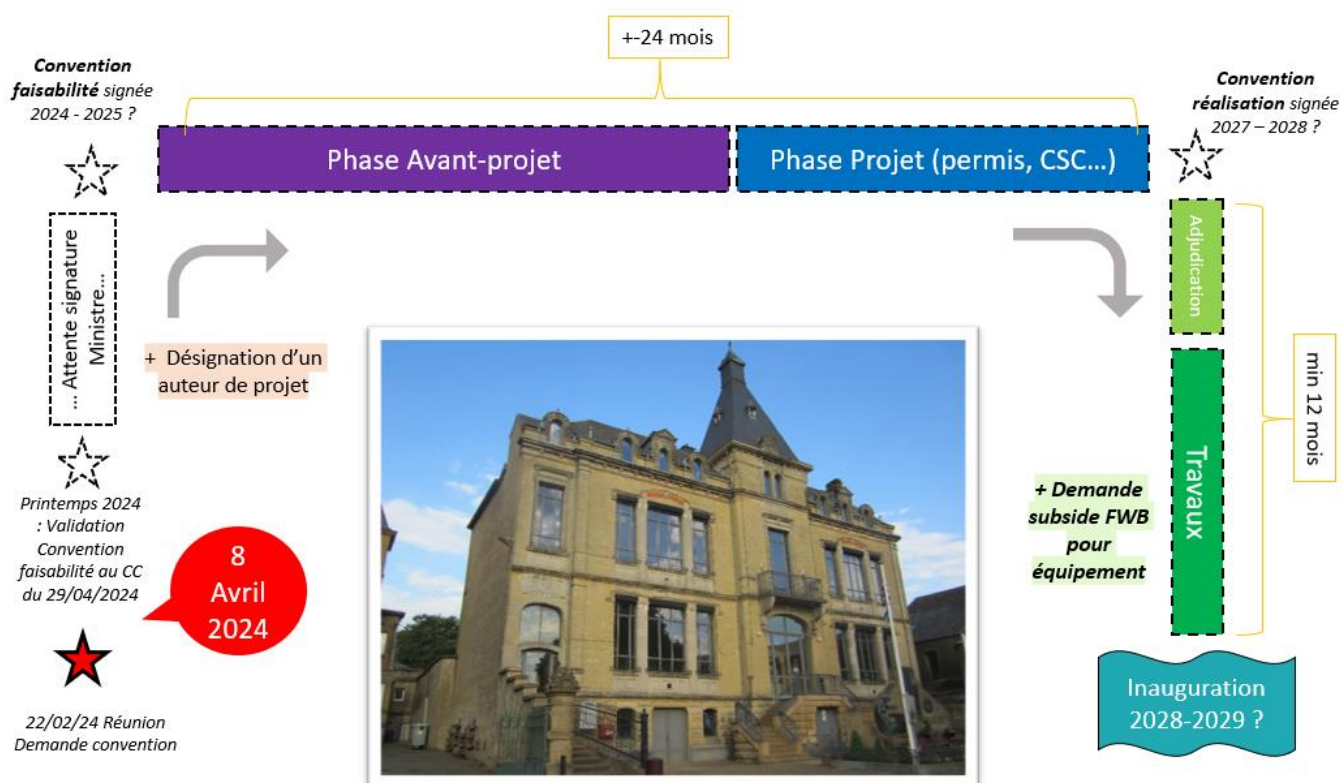 +-24 mois
Convention
faisabilité signée
2024 - 2025 ?
Phase Avant-projet
Phase Projet (permis, CSC...)
Convention
réalisation signée
2027 – 2028 ?
... Attente signature
Ministre...
+ Désignation d'un
auteur de projet
Adjudication
Travaux
min 12 mois
+ Demande
subside FWB
pour
équipement
Printemps 2024
: Validation
Convention
faisabilité au CC
du 29/04/2024
8
Avril
2024
22/02/24 Réunion
Demande convention
Inauguration
2028-2029 ?